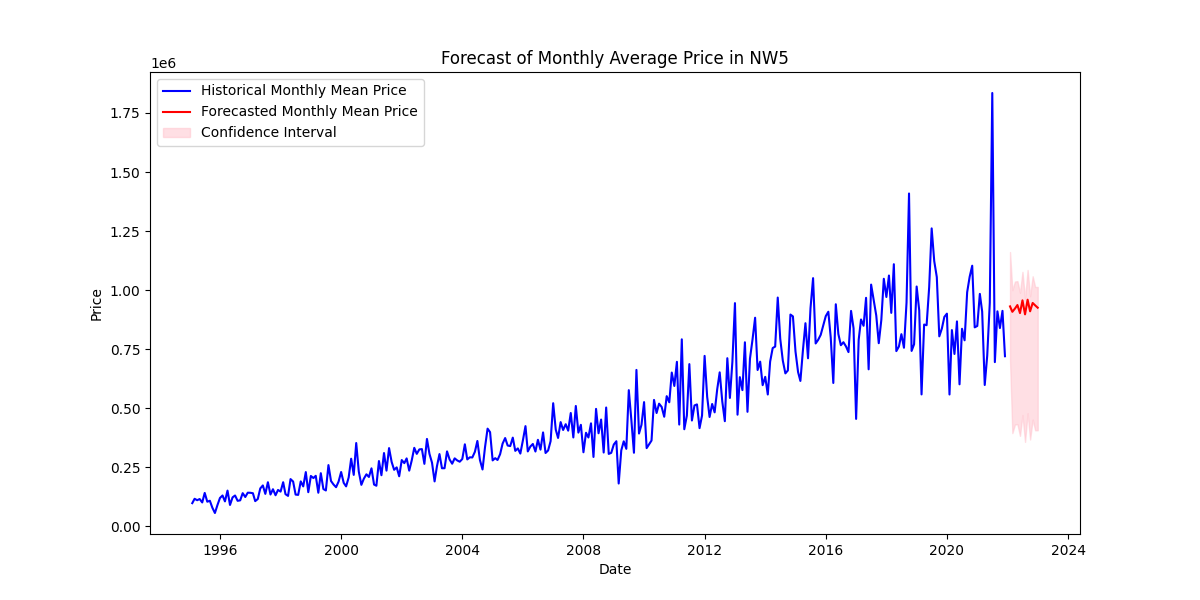 Forecast of Monthly Average Price in NW5
1e6
Historical Monthly Mean Price
Forecasted Monthly Mean Price
Confidence Interval
1.75
1.50
1.25
1.00
0.75
0.50
0.25
0.00
Price
1996 2000 2004 2008 2012 2016 2020 2024
Date